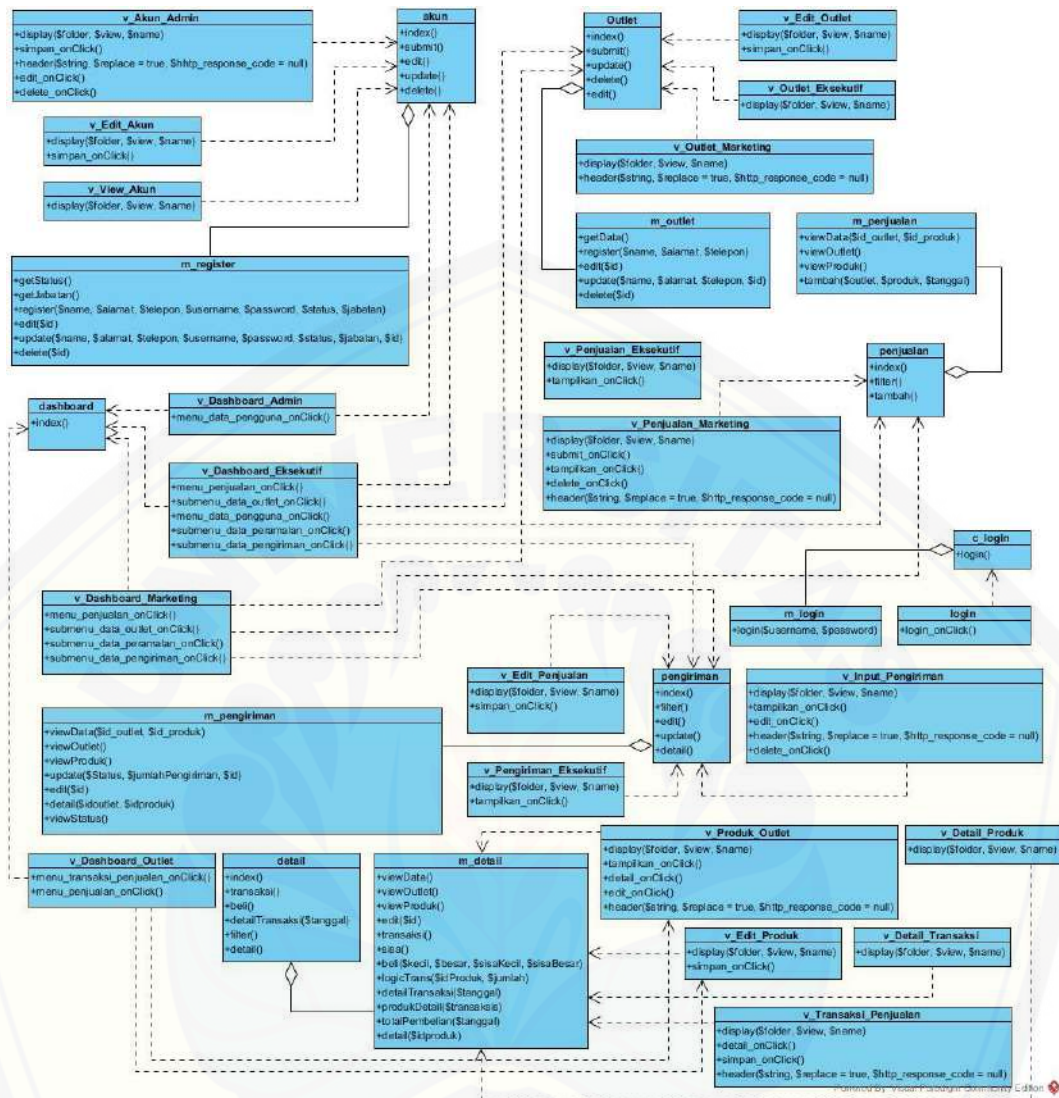 v_Akun_Admin
+display($folder, $view, $name)
+simpan_onClick()
+header($string, $replace = true, $hhtp_response_code = null)
+edit_onClick()
+delete_onClick()
akun
+index()
+submit()
+edit()
+update()
+delete()
Outlet
+index()
+submit()
+update()
+delete()
+edit()
v_Edit_Outlet
+display($folder, $view, $name)
+simpan_onClick()
v_Outlet_Eksekutif
+display($folder, $view, $name)
v_Edit_Akun
+display($folder, $view, $name)
+simpan_onClick()
v_Outlet_Marketing
+display($folder, $view, $name)
+header($string, $replace = true, $http_response_code = null)
v_View_Akun
+display($folder, $view, $name)
m_outlet
+getData()
+register($name, $alamat, $telepon)
+edit($id)
+update($name, $alamat, $telepon, $id)
+delete($id)
m_penjualan
+viewData($id_outlet, $id_produk)
+viewOutlet()
+viewProduk()
+tambah($outlet, $produk, $tanggal)
m_register
+getStatus()
+getJabatan()
+register($name, $alamat, $telepon, $username, $password, $status, $jabatan)
+edit($id)
+update($name, $alamat, $telepon, $username, $password, $status, $jabatan, $id)
+delete($id)
v_Penjualan_Eksekutif
+display($folder, $view, $name)
+tampilkan_onClick()
penjualan
+index()
+filter()
+tambah()
dashboard
+index()
v_Dashboard_Admin
+menu_data_pengguna_onClick()
v_Penjualan_Marketing
+display($folder, $view, $name)
+submit_onClick()
+tampilkan_onClick()
+delete_onClick()
+header($string, $replace = true, $http_response_code = null)
v_Dashboard_Eksekutif
+menu_penjualan_onClick()
+submenu_data_outlet_onClick()
+menu_data_pengguna_onClick()
+submenu_data_peramalan_onClick()
+submenu_data_pengiriman_onClick()
c_login
+login()
v_Dashboard_Marketing
+menu_penjualan_onClick()
+submenu_data_outlet_onClick()
+submenu_data_peramalan_onClick()
+submenu_data_pengiriman_onClick()
m_login
+login($username, $password)
login
+login_onClick()
v_Edit_Penjualan
+display($folder, $view, $name)
+simpan_onClick()
pengiriman
+index()
+filter()
+edit()
+update()
+detail()
v_Input_Pengiriman
+display($folder, $view, $name)
+tampilkan_onClick()
+edit_onClick()
+header($string, $replace = true, $http_response_code = null)
+delete_onClick()
m_pengiriman
+viewData($id_outlet, $id_produk)
+viewOutlet()
+viewProduk()
+update($Status, $jumlahPengiriman, $id)
+edit($id)
+detail($idoutlet, $idproduk)
+viewStatus()
v_Pengiriman_Eksekutif
+display($folder, $view, $name)
+tampilkan_onClick()
v_Dashboard_Outlet
+menu_transaksi_penjualan_onClick()
+menu_penjualan_onClick()
detail
+index()
+transaksi()
+beli()
+detailTransaksi($tanggal)
+filter()
+detail()
m_detail
+viewData()
+viewOutlet()
+viewProduk()
+edit($id)
+transaksi()
+sisa()
+beli($kecil, $besar, $sisaKecil, $sisaBesar)
+logicTrans($idProduk, $jumlah)
+detailTransaksi($tanggal)
+produkDetail($transaksis)
+totalPembelian($tanggal)
+detail($idproduk)
v_Produk_Outlet
+display($folder, $view, $name)
+tampilkan_onClick()
+detail_onClick()
+edit_onClick()
+header($string, $replace = true, $http_response_code = null)
v_Detail_Produk
+display($folder, $view, $name)
v_Edit_Produk
+display($folder, $view, $name)
+simpan_onClick()
v_Detail_Transaksi
+display($folder, $view, $name)
v_Transaksi_Penjualan
+display($folder, $view, $name)
+detail_onClick()
+simpan_onClick()
+header($string, $replace = true, $http_response_code = null)
Powered By Visual Paradigm Community Edition